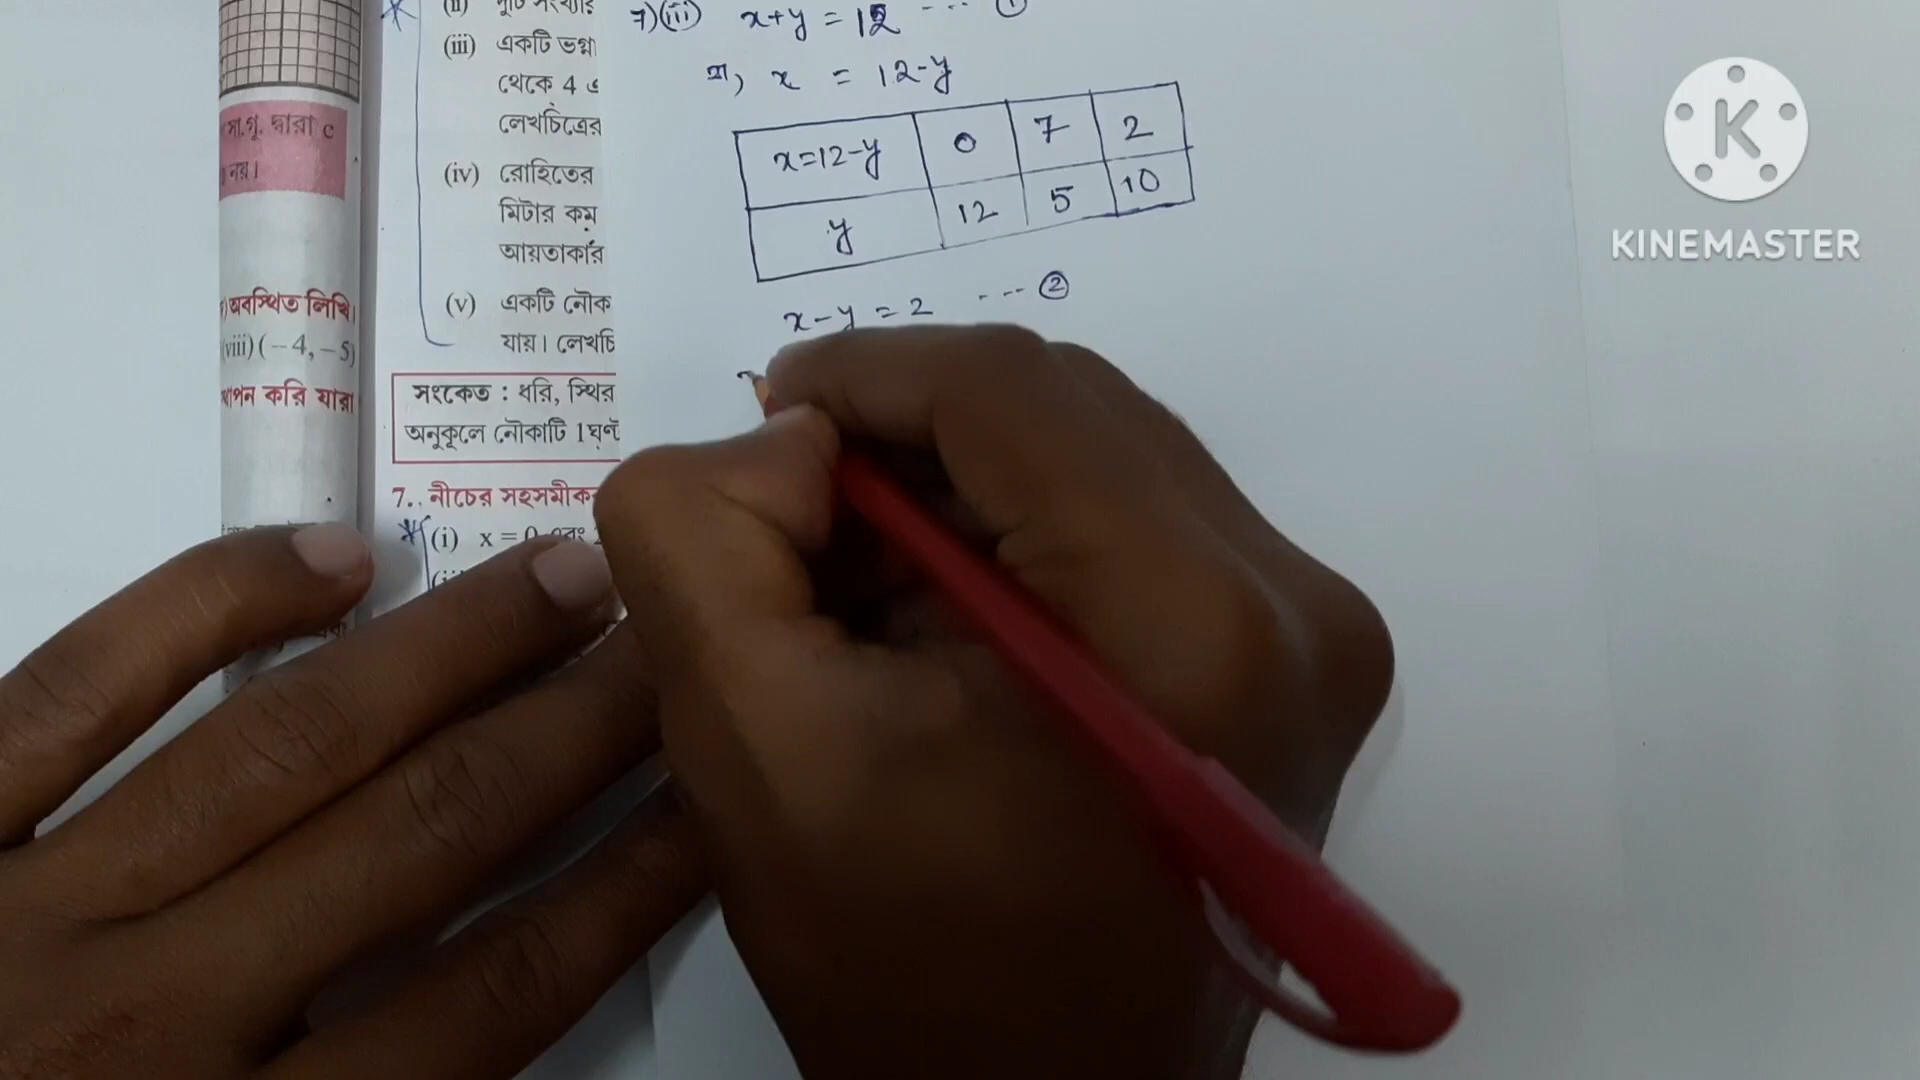 (ii)
(iii) একটি ভগ্না
থেকে 4 এ
লেখচিত্রের
(iv) রোহিতের
মিটার কম
আয়তাকার
(v) একটি নৌক
যায়। লেখচি
সংকেত : ধরি, স্থির
অনুকূলে নৌকাটি 1ঘণ্ট
7.. নীচের সহসমীক
(i) x = 0 এবং
সা.গু. দ্বারা c
নয়।
অবস্থিত লিখি।
(viii) (−4, −5)
স্থাপন করি যারা
7)(iii) x+y = 12 --- ①
বা, x = 12-y
x=12-y 0 7 2
y 12 5 10
x-y = 2 --- ②
K
KINEMASTER